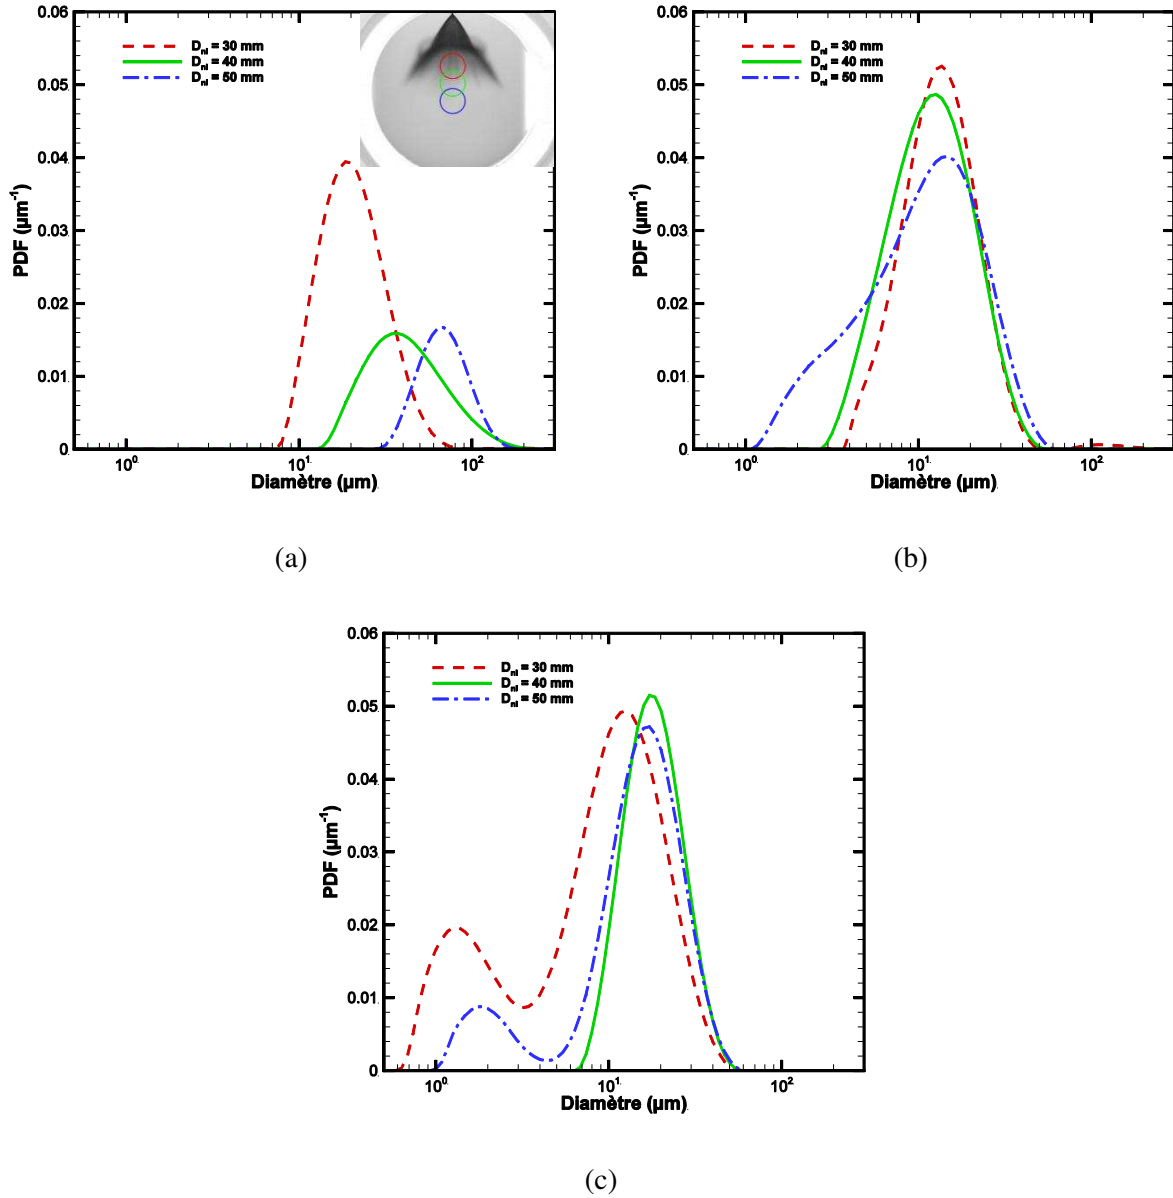 D_nl = 30 mm
D_nl = 40 mm
D_nl = 50 mm
PDF (µm⁻¹)
0.06
0.05
0.04
0.03
0.02
0.01
0
10⁰
10¹
10²
Diamètre (µm)
(a)
D_nl = 30 mm
D_nl = 40 mm
D_nl = 50 mm
PDF (µm⁻¹)
0.06
0.05
0.04
0.03
0.02
0.01
0
10⁰
10¹
10²
Diamètre (µm)
(b)
D_nl = 30 mm
D_nl = 40 mm
D_nl = 50 mm
PDF (µm⁻¹)
0.06
0.05
0.04
0.03
0.02
0.01
0
10⁰
10¹
10²
Diamètre (µm)
(c)